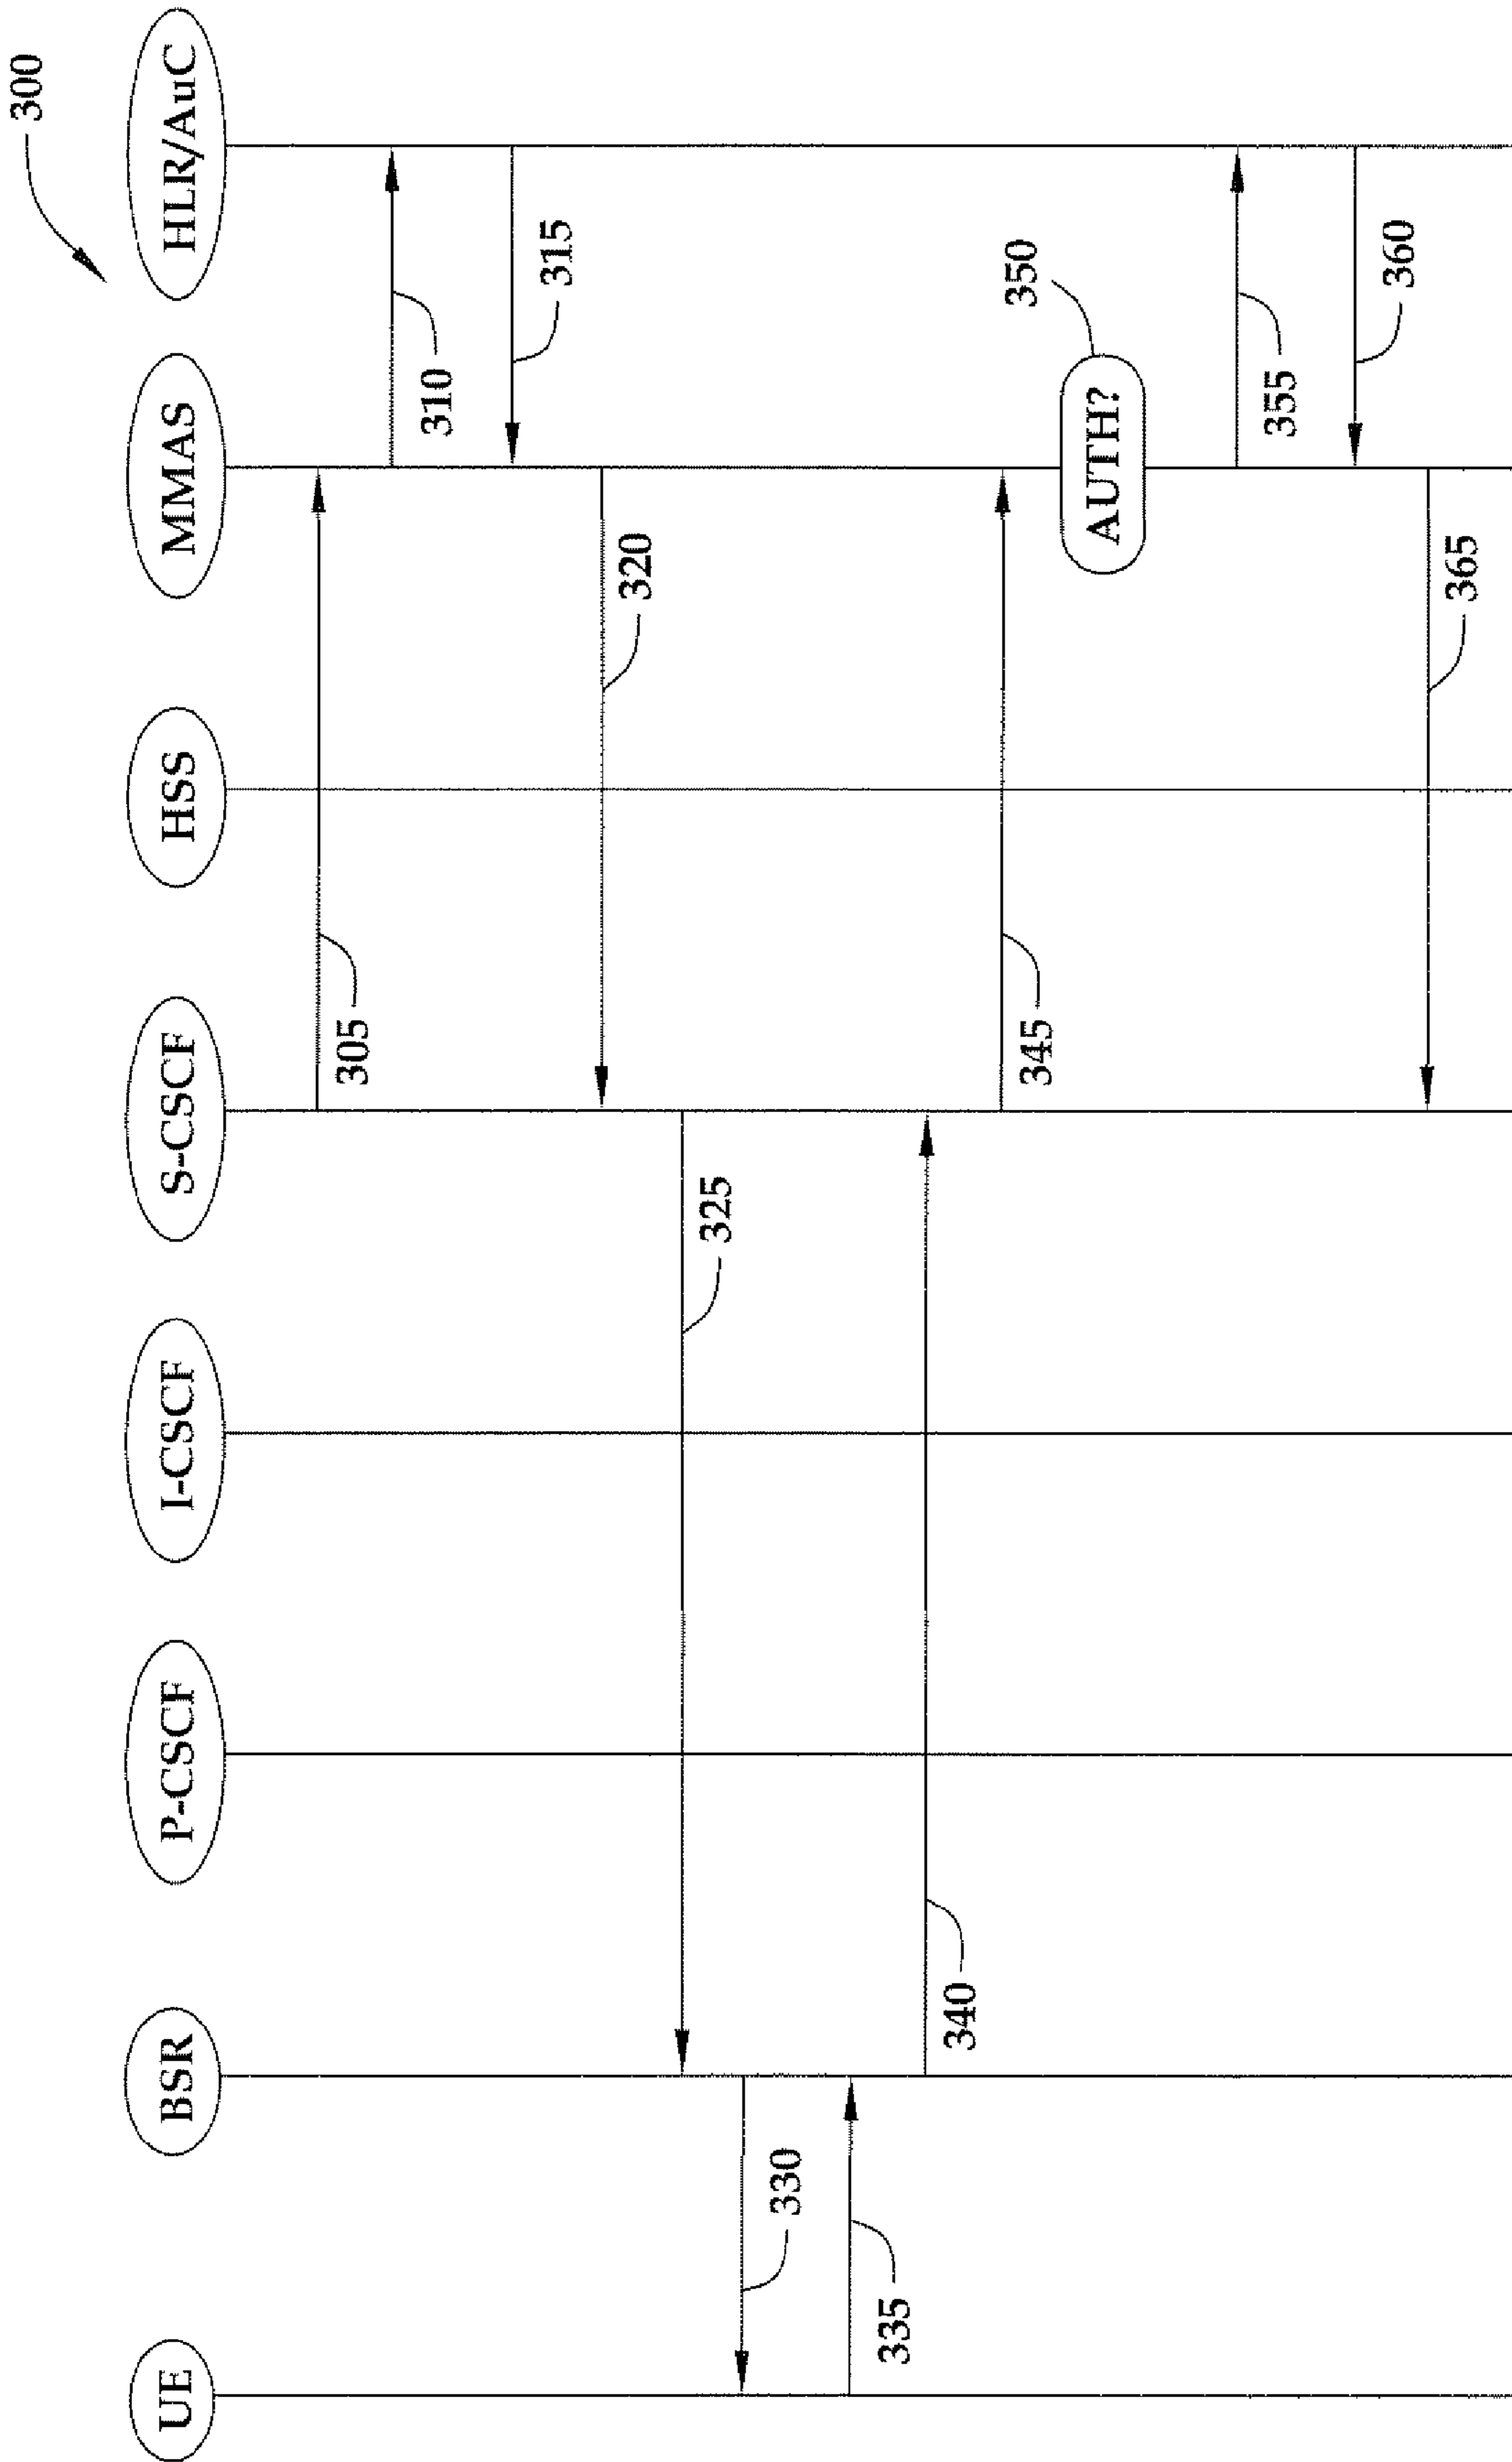 300
UE
BSR
P-CSCF
I-CSCF
S-CSCF
HSS
MMAS
HLR/AuC
305
310
315
320
325
330
335
340
345
AUTH?
350
355
360
365